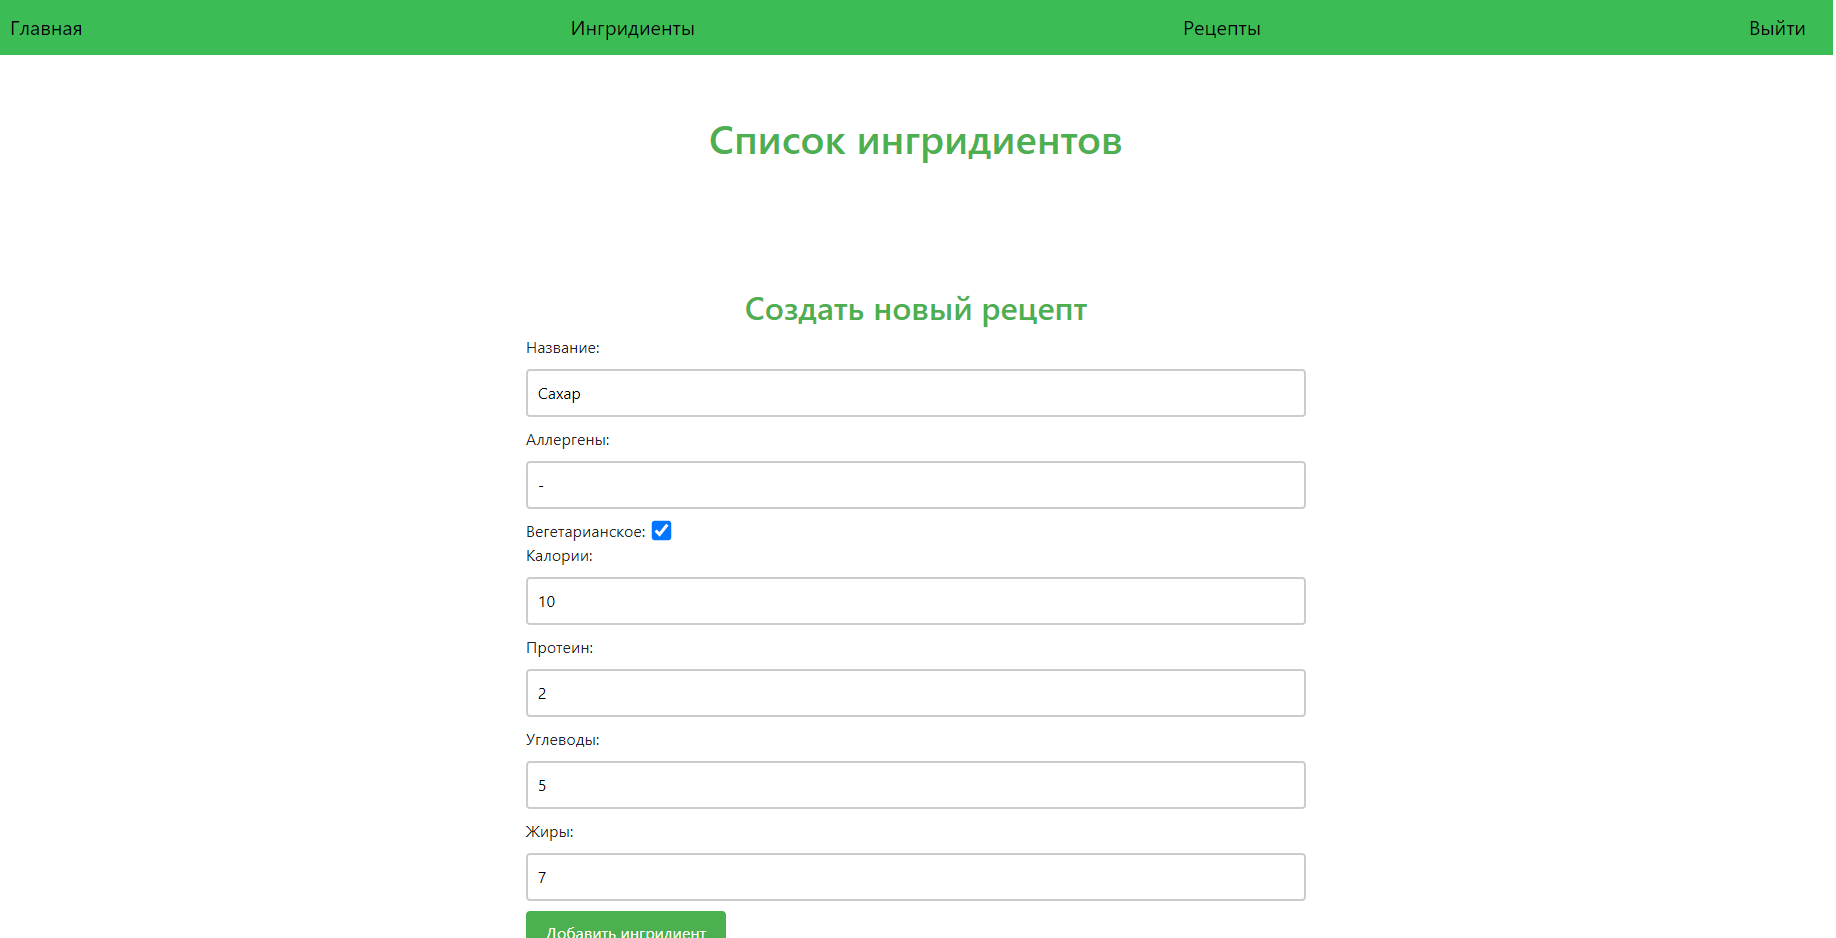 Главная Ингридиенты Рецепты Выйти
Список ингридиентов
Создать новый рецепт
Название:
Сахар
Аллергены:
-
Вегетарианское:
Калории:
10
Протеин:
2
Углеводы:
5
Жиры:
7
Добавить ингридиент